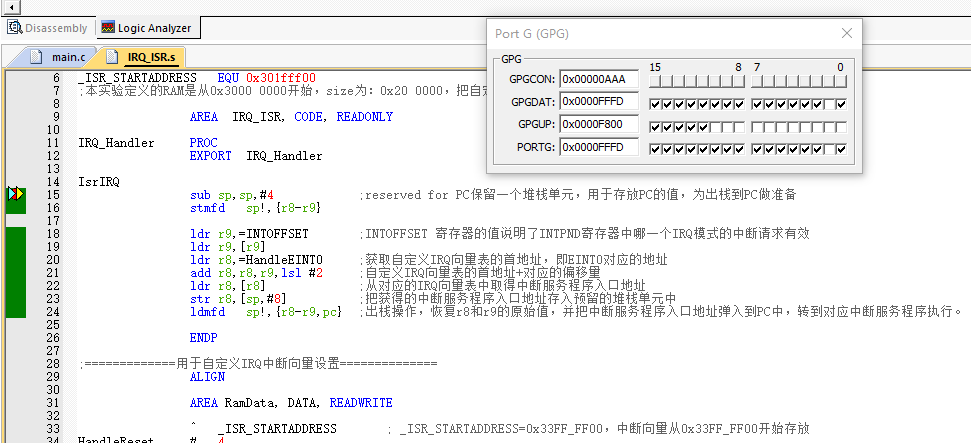 Disassembly Logic Analyzer
main.c IRQ_ISR.s
6 _ISR_STARTADDRESS EQU 0x301fff00
7 ;本实验定义的RAM是从0x3000 0000开始，size为：0x20 0000，把自定
8
9 AREA IRQ_ISR, CODE, READONLY
10
11 IRQ_Handler PROC
12 EXPORT IRQ_Handler
13
14 IsrIRQ
15 sub sp,sp,#4 ;reserved for PC保留一个堆栈单元，用于存放PC的值，为出栈到PC做准备
16 stmfd sp!,{r8-r9}
17
18 ldr r9,=INTOFFSET ;INTOFFSET 寄存器的值说明了INTPND寄存器中哪一个IRQ模式的中断请求有效
19 ldr r9,[r9]
20 ldr r8,=HandleEINT0 ;获取自定义IRQ向量表的首地址，即EINT0对应的地址
21 add r8,r8,r9,lsl #2 ;自定义IRQ向量表的首地址+对应的偏移量
22 ldr r8,[r8] ;从对应的IRQ向量表中取得中断服务程序入口地址
23 str r8,[sp,#8] ;把获得的中断服务程序入口地址存入预留的堆栈单元中
24 ldmfd sp!,{r8-r9,pc} ;出栈操作，恢复r8和r9的原始值，并把中断服务程序入口地址弹入到PC中，转到对应中断服务程序执行。
25
26 ENDP
27
28 ;=============用于自定义IRQ中断向量设置==============
29 ALIGN
30
31 AREA RamData, DATA, READWRITE
32
33 ^ _ISR_STARTADDRESS ; _ISR_STARTADDRESS=0x33FF_FF00，中断向量从0x33FF_FF00开始存放
34 HandleReset # 4
Port G (GPG)
GPG
15 8 7 0
GPGCON: 0x00000AAA
GPGDAT: 0x0000FFFD
GPGUP: 0x0000F800
PORTG: 0x0000FFFD